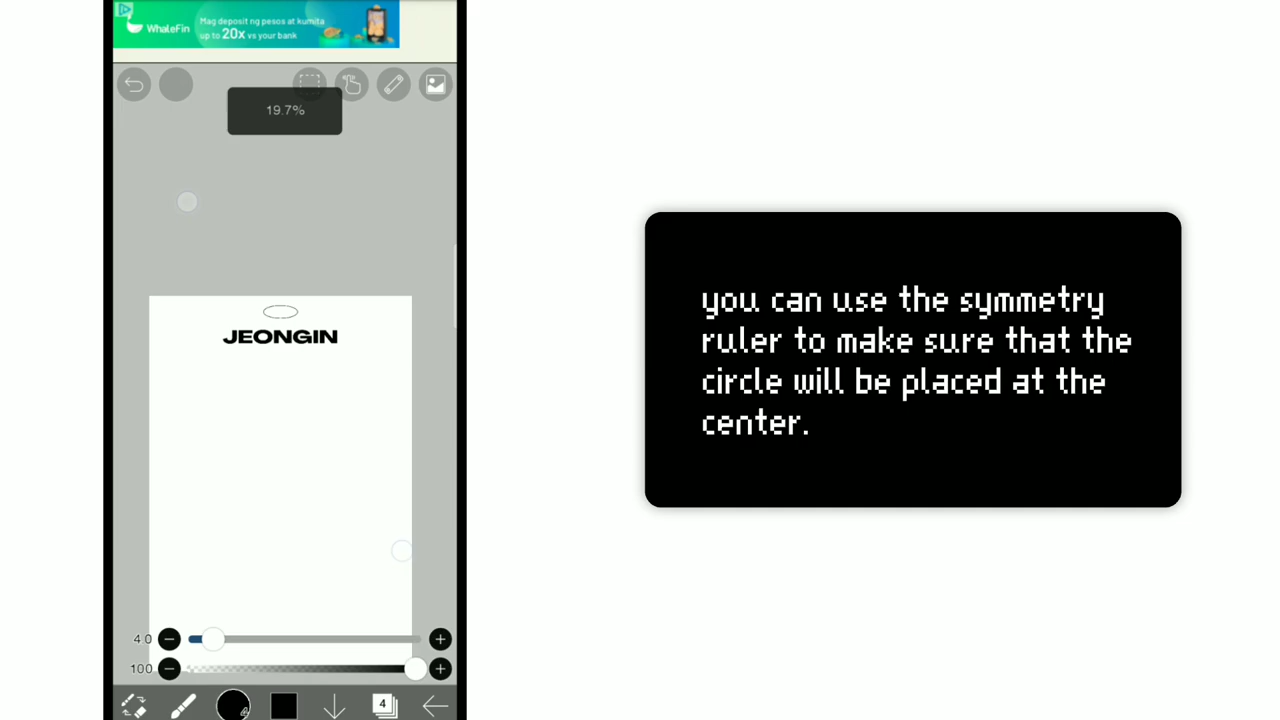 WhaleFin
Mag deposit ng pesos at kumita
up to 20x vs your bank
19.7%
JEONGIN
4.0
100
4
you can use the symmetry
ruler to make sure that the
circle will be placed at the
center.